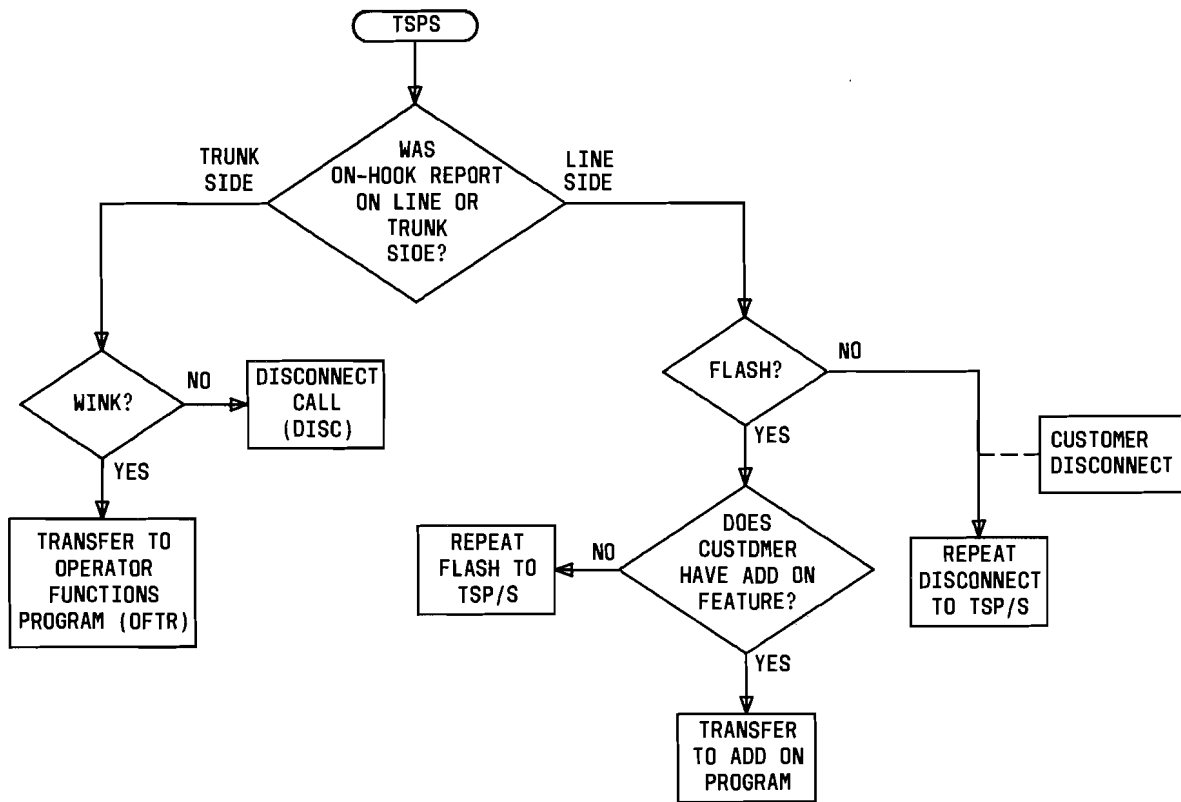 TSPS
WAS
ON-HOOK REPORT
ON LINE OR
TRUNK
SIOE?
TRUNK
SIDE
LINE
SIDE
WINK?
NO
DISCONNECT
CALL
(DISC)
YES
TRANSFER TO
OPERATOR
FUNCTIONS
PROGRAM (OFTR)
FLASH?
NO
YES
CUSTOMER
DISCONNECT
DOES
CUSTDMER
HAVE ADD ON
FEATURE?
NO
REPEAT
FLASH TO
TSP/S
REPEAT
DISCONNECT
TO TSP/S
YES
TRANSFER
TO ADD ON
PROGRAM